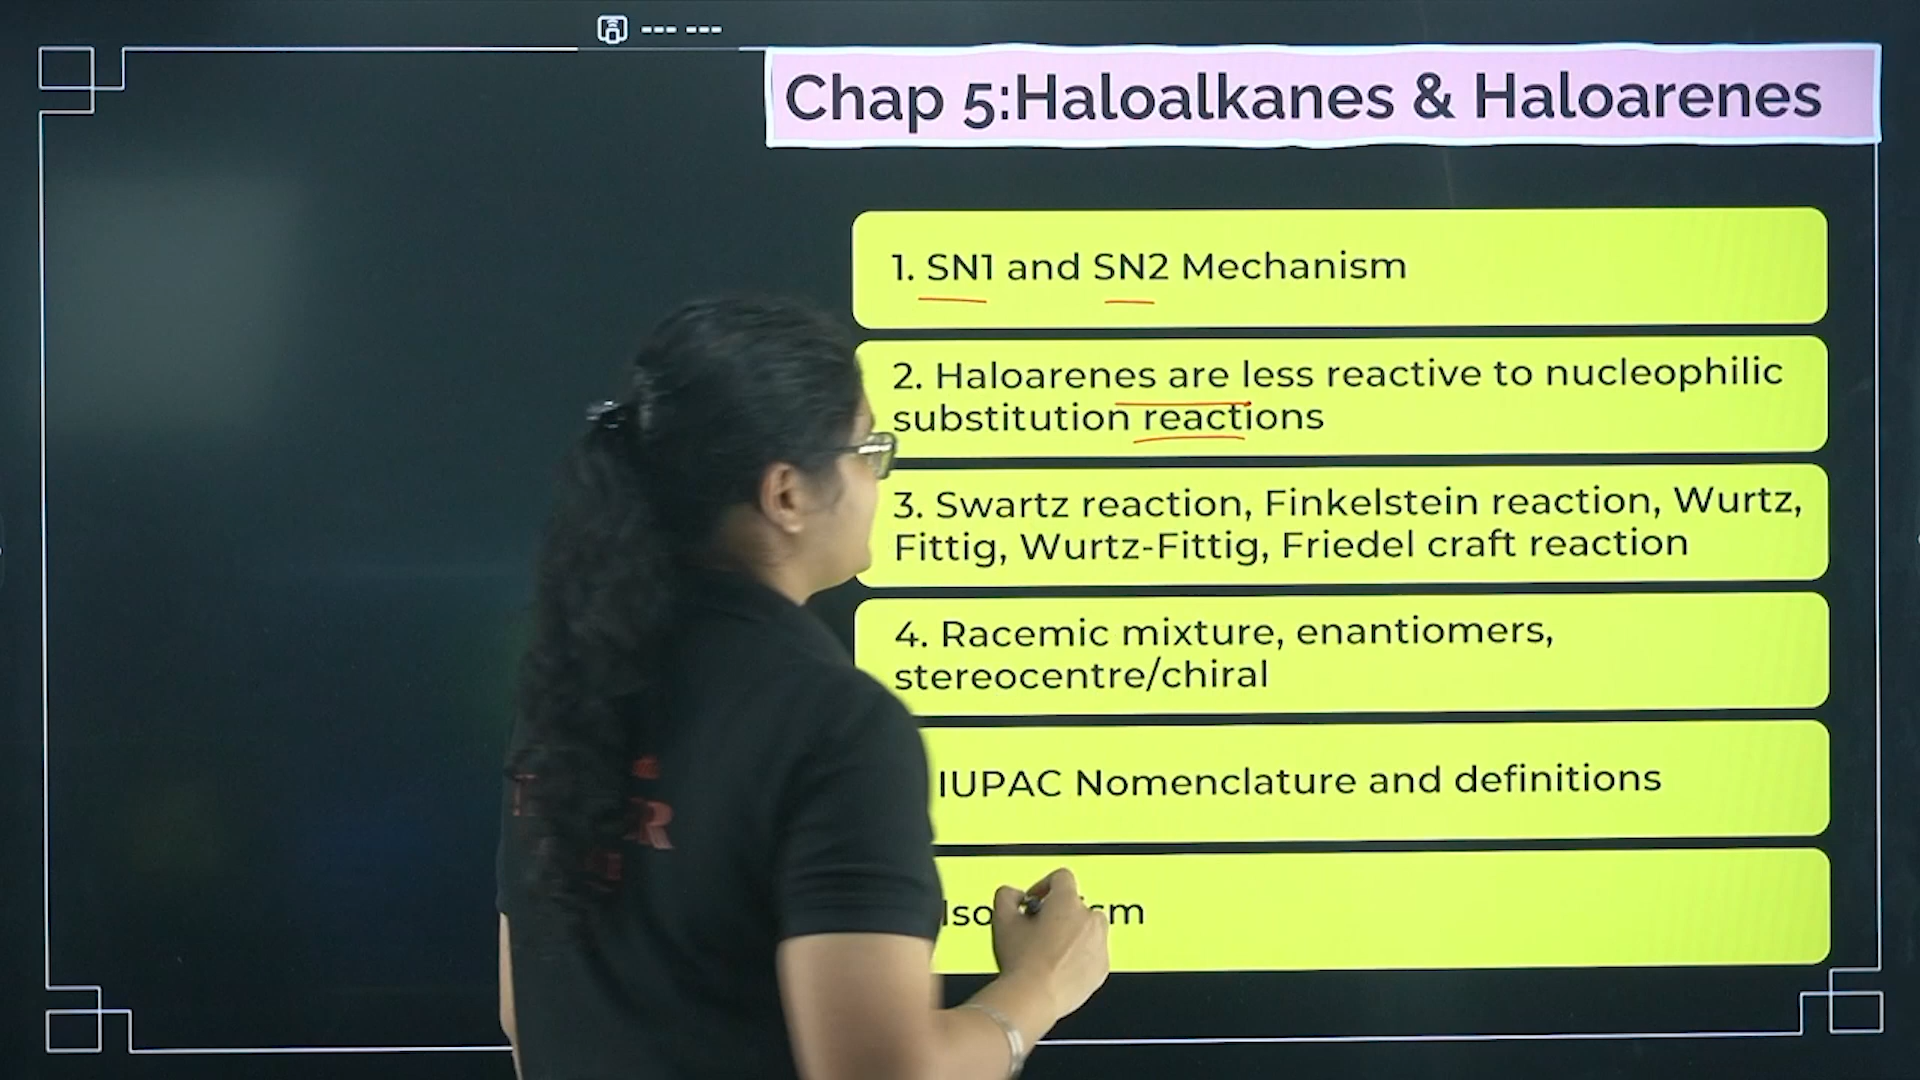 Chap 5:Haloalkanes & Haloarenes
1. SN1 and SN2 Mechanism
2. Haloarenes are less reactive to nucleophilic
substitution reactions
3. Swartz reaction, Finkelstein reaction, Wurtz,
Fittig, Wurtz-Fittig, Friedel craft reaction
4. Racemic mixture, enantiomers,
stereocentre/chiral
IUPAC Nomenclature and definitions